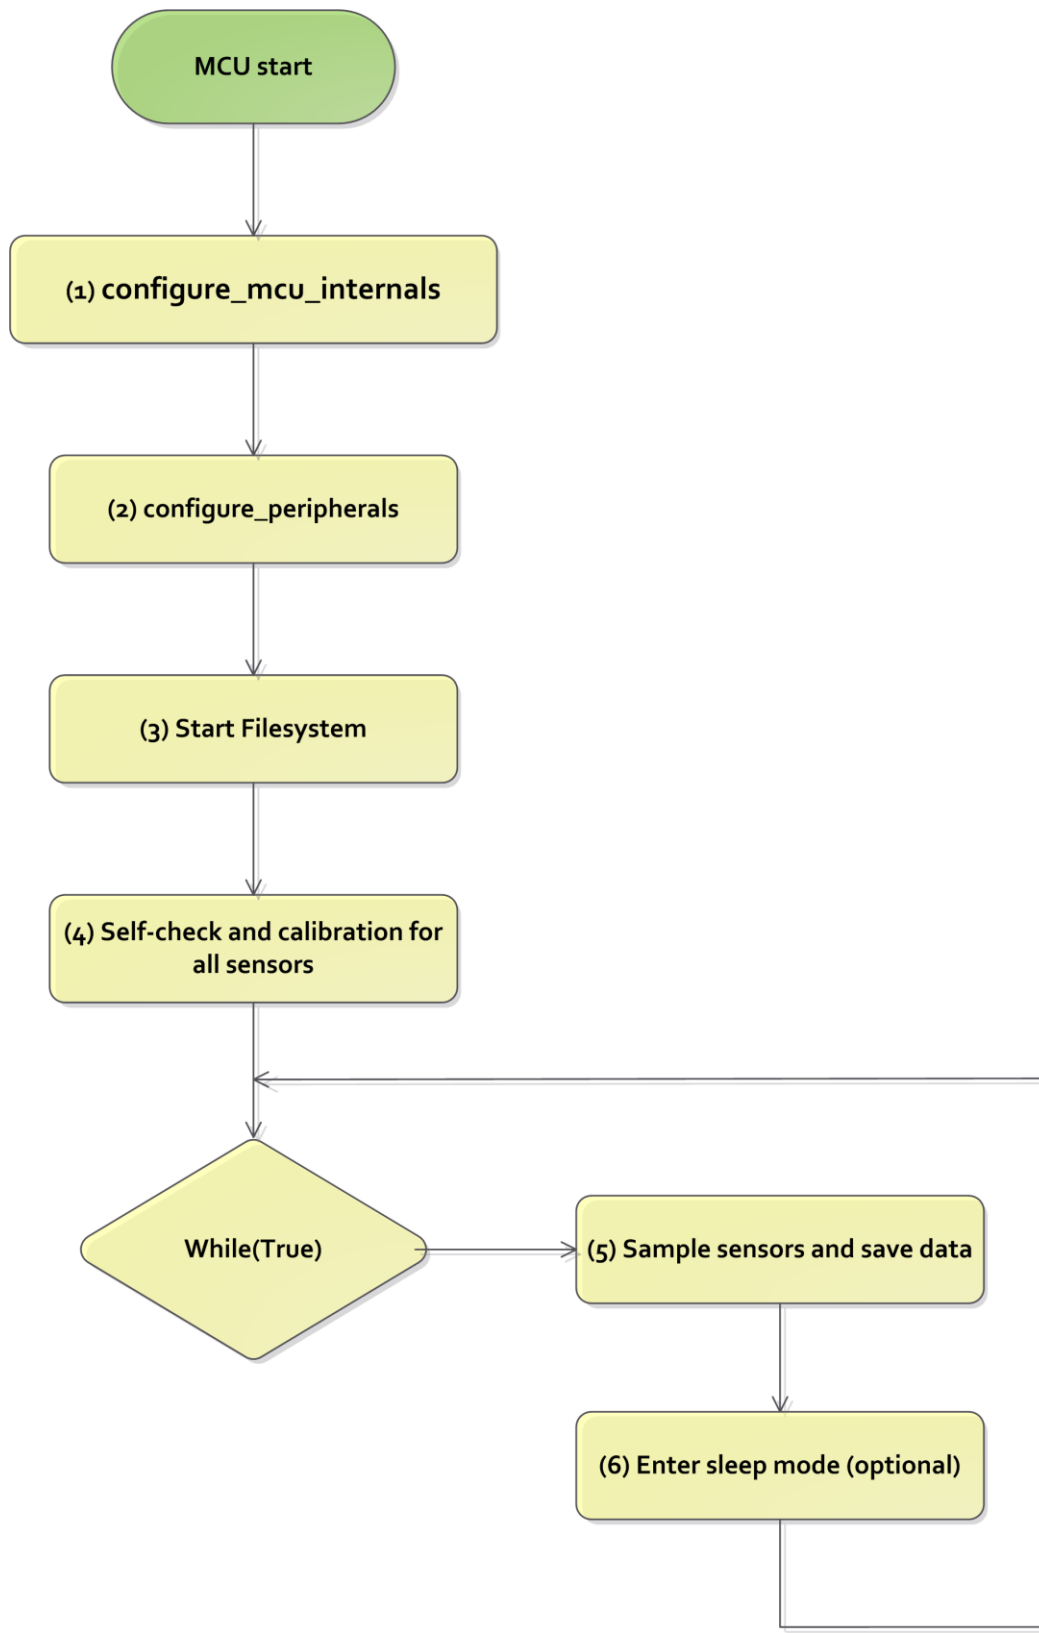 MCU start
(1) configure_mcu_internals
(2) configure_peripherals
(3) Start Filesystem
(4) Self-check and calibration for
all sensors
While(True)
(5) Sample sensors and save data
(6) Enter sleep mode (optional)